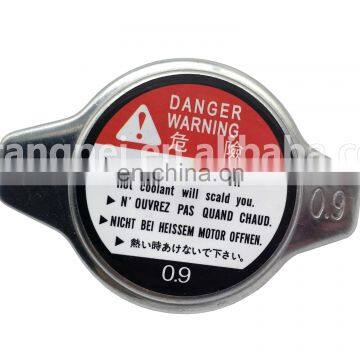 DANGER
WARNING
危 険
hot coolant will scald you.
▶ N' OUVREZ PAS QUAND CHAUD.
▶ NICHT BEI HEISSEM MOTOR OFFNEN.
▶ 熱い時あけないで下さい。
0.9
0.9
.en.china.cn